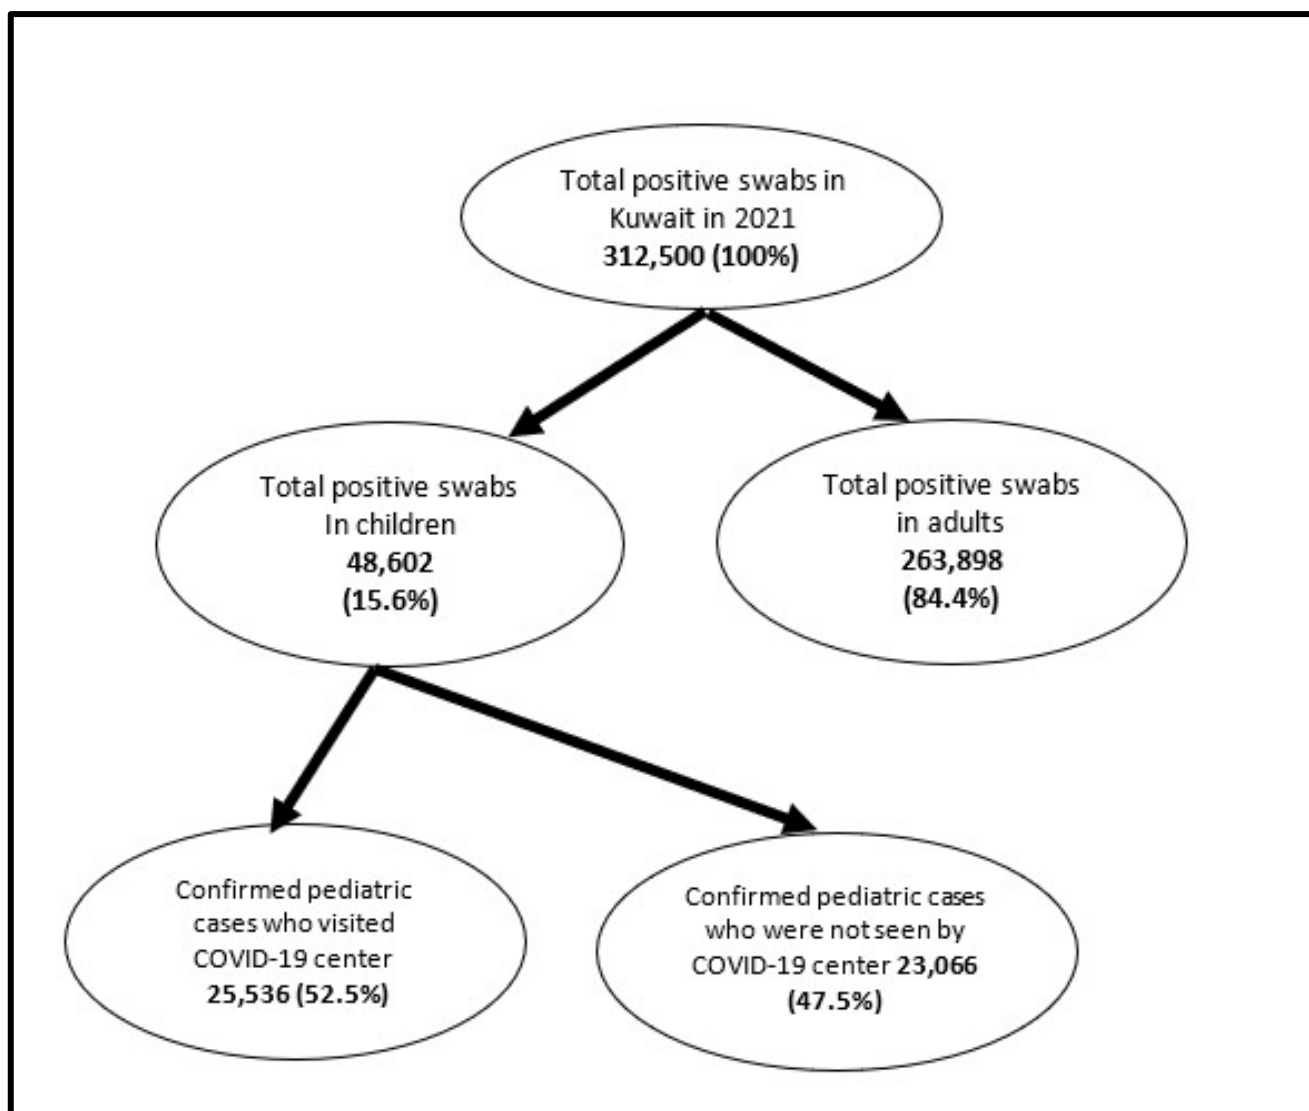 Total positive swabs in
Kuwait in 2021
312,500 (100%)
Total positive swabs
In children
48,602
(15.6%)
Total positive swabs
in adults
263,898
(84.4%)
Confirmed pediatric
cases who visited
COVID-19 center
25,536 (52.5%)
Confirmed pediatric cases
who were not seen by
COVID-19 center 23,066
(47.5%)